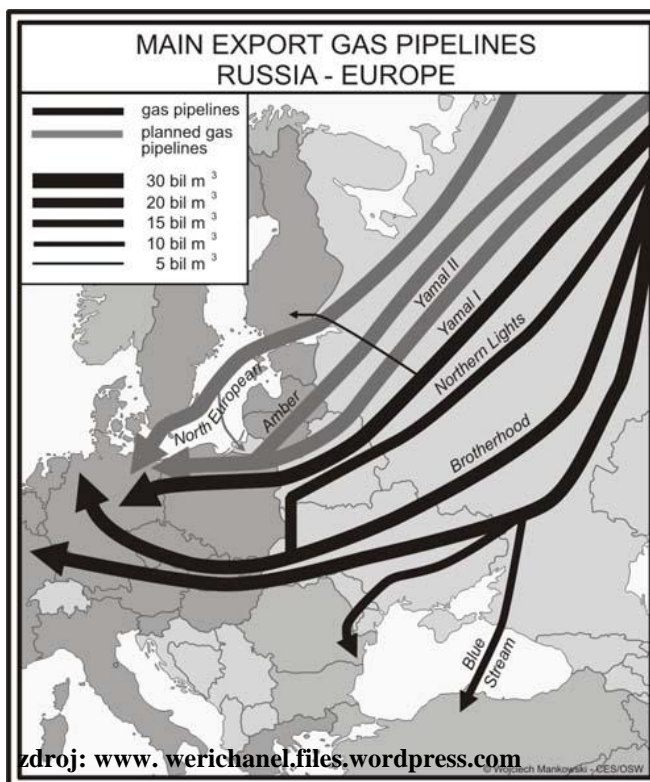 MAIN EXPORT GAS PIPELINES
RUSSIA - EUROPE
gas pipelines
planned gas
pipelines
30 bil m 3
20 bil m 3
15 bil m 3
10 bil m 3
5 bil m 3
Yamal II
Yamal I
Northern Lights
North European
Amber
Brotherhood
Blue
Stream
zdroj: www. werichanel.files.wordpress.com
© Wojciech Mankowski - CES/OSW